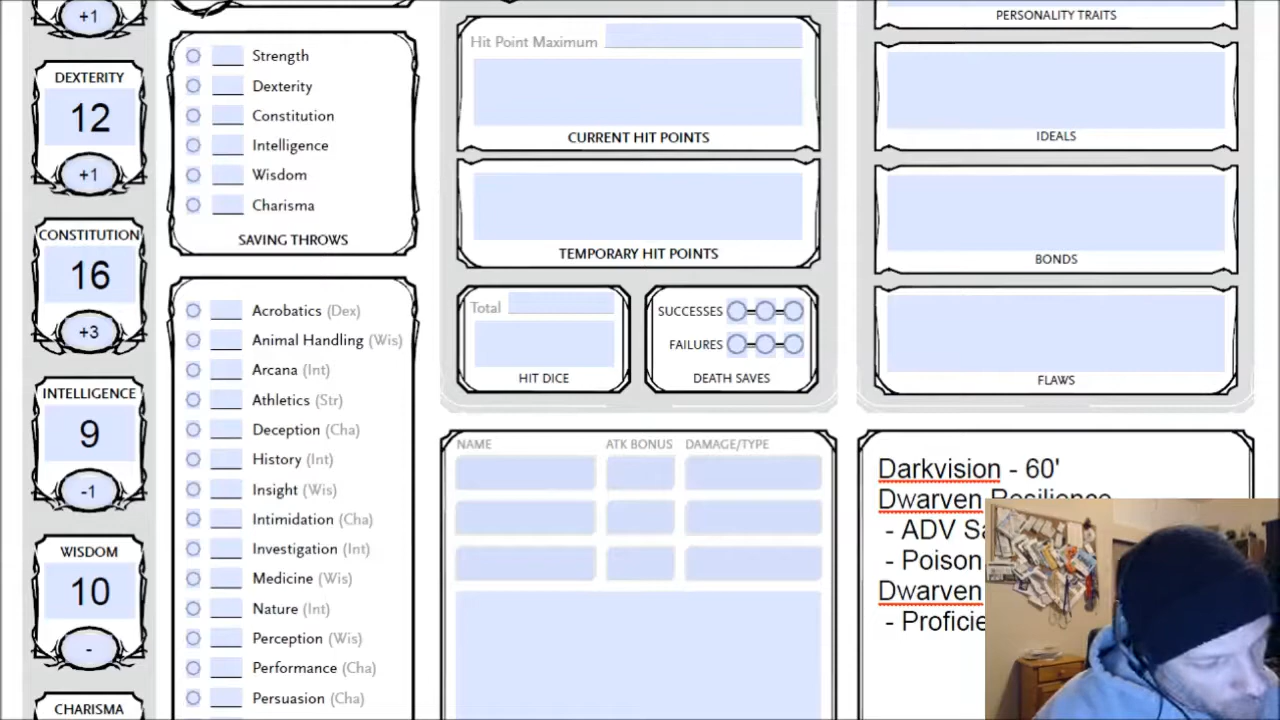 +1
DEXTERITY
12
+1
CONSTITUTION
16
+3
INTELLIGENCE
9
-1
WISDOM
10
-
CHARISMA
Strength
Dexterity
Constitution
Intelligence
Wisdom
Charisma
SAVING THROWS
Acrobatics (Dex)
Animal Handling (Wis)
Arcana (Int)
Athletics (Str)
Deception (Cha)
History (Int)
Insight (Wis)
Intimidation (Cha)
Investigation (Int)
Medicine (Wis)
Nature (Int)
Perception (Wis)
Performance (Cha)
Persuasion (Cha)
Hit Point Maximum
CURRENT HIT POINTS
TEMPORARY HIT POINTS
Total
HIT DICE
SUCCESSES
FAILURES
DEATH SAVES
NAME ATK BONUS DAMAGE/TYPE
PERSONALITY TRAITS
IDEALS
BONDS
FLAWS
Darkvision - 60'
Dwarven Resilience
- ADV
- Poison
Dwarven
-